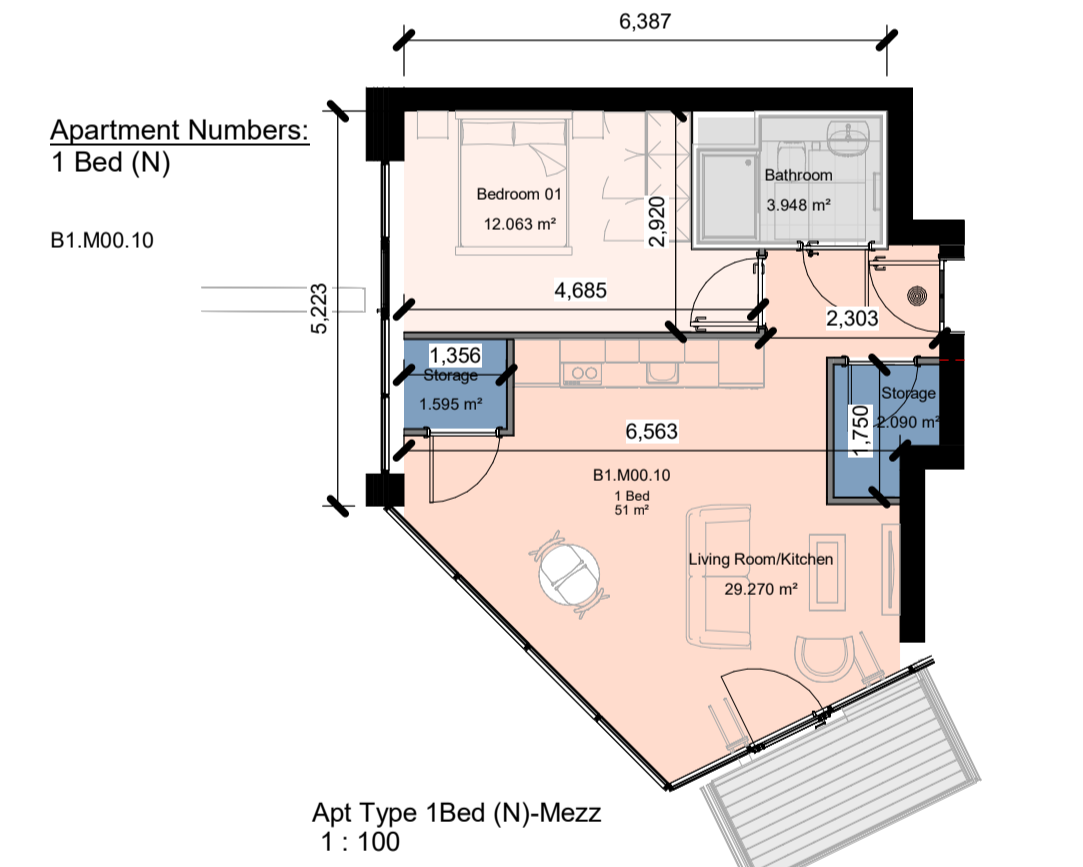 6,387
Apartment Numbers:
1 Bed (N)
B1.M00.10
5,223
Bedroom 01
12.063 m²
2,920
Bathroom
3.948 m²
4,685
2,303
1,356
Storage
1.595 m²
6,563
1,750
Storage
2.090 m²
B1.M00.10
1 Bed
51 m²
Living Room/Kitchen
29.270 m²
Apt Type 1Bed (N)-Mezz
1 : 100